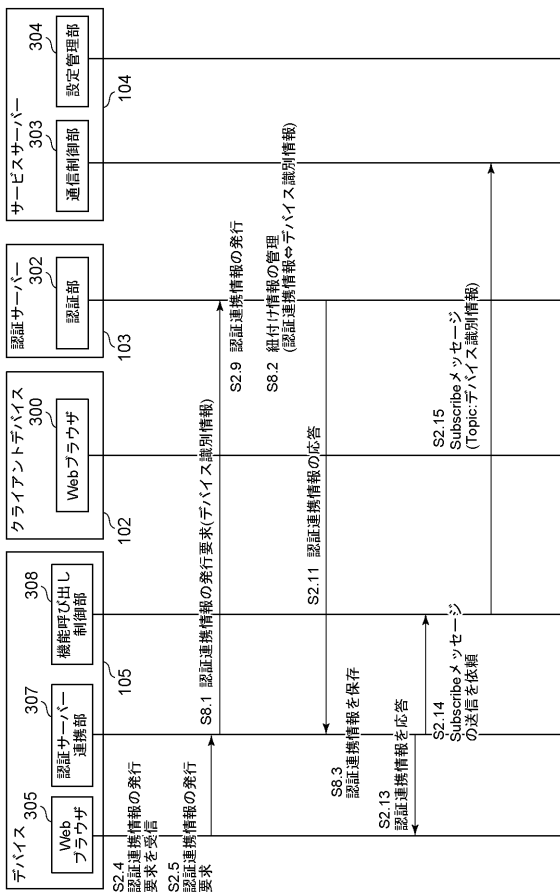 デバイス
305
Web
ブラウザ
307
認証サーバー
連携部
308
機能呼び出し
制御部
105
クライアントデバイス
300
Webブラウザ
102
認証サーバー
302
認証部
103
サービスサーバー
303
通信制御部
304
設定管理部
104
S2.4
認証連携情報の発行
要求を受信
S2.5
認証連携情報の発行
要求
S8.1 認証連携情報の発行要求(デバイス識別情報)
S2.9 認証連携情報の発行
S8.2 紐付け情報の管理
(認証連携情報⇔デバイス識別情報)
S2.11 認証連携情報の応答
S8.3
認証連携情報を保存
S2.13
認証連携情報を応答
S2.14
Subscribeメッセージ
の送信を依頼
S2.15
Subscribeメッセージ
(Topic:デバイス識別情報)